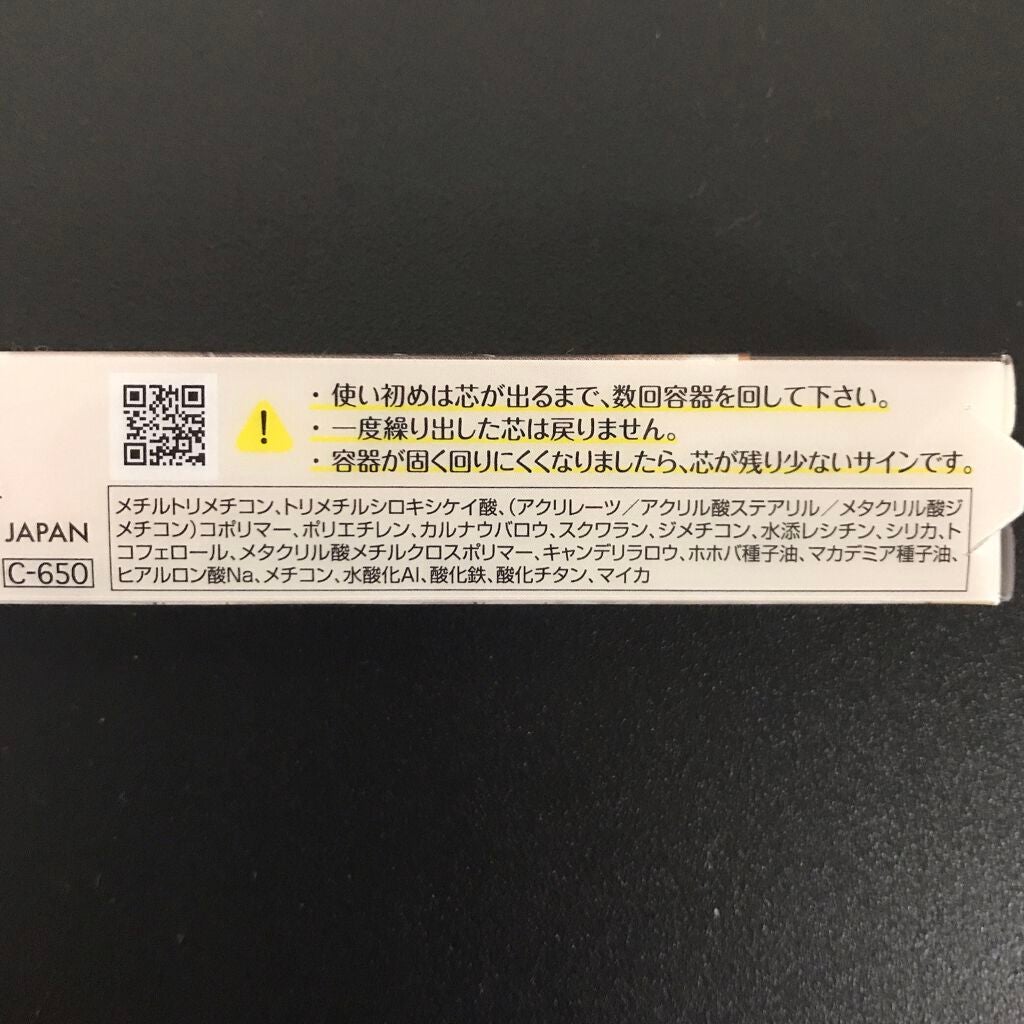 ・使い初めは芯が出るまで、数回容器を回して下さい。
・一度繰り出した芯は戻りません。
・容器が固く回りにくくなりましたら、芯が残り少ないサインです。
メチルトリメチコン、トリメチルシロキシケイ酸、(アクリレーツ／アクリル酸ステアリル／メタクリル酸ジ
メチコン)コポリマー、ポリエチレン、カルナウバロウ、スクワラン、ジメチコン、水添レシチン、シリカ、ト
コフェロール、メタクリル酸メチルクロスポリマー、キャンデリラロウ、ホホバ種子油、マカデミア種子油、
ヒアルロン酸Na、メチコン、水酸化Al、酸化鉄、酸化チタン、マイカ
JAPAN
C-650